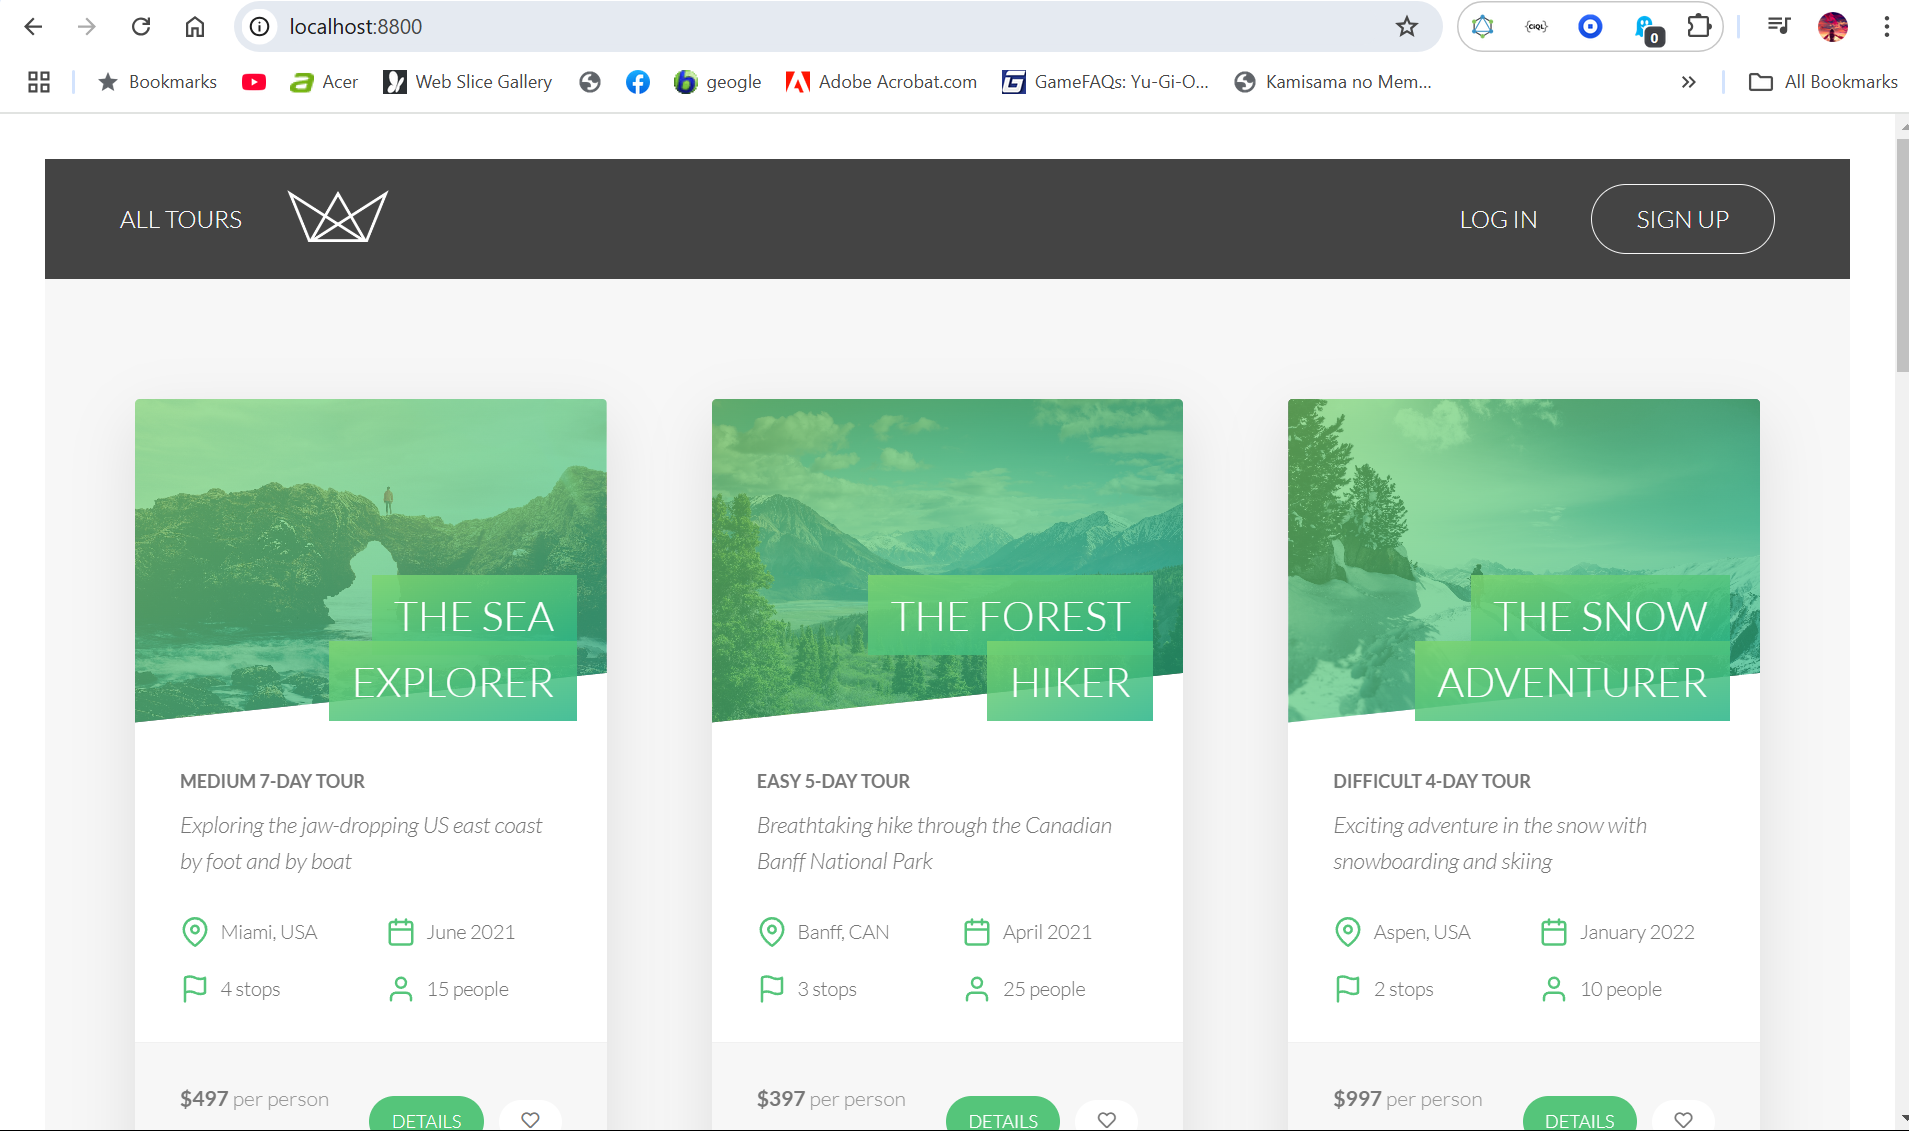 localhost:8800
CIQL
0
Bookmarks
Acer
Web Slice Gallery
geogle
Adobe Acrobat.com
GameFAQs: Yu-Gi-O...
Kamisama no Mem...
All Bookmarks
ALL TOURS
LOG IN
SIGN UP
THE SEA
EXPLORER
MEDIUM 7-DAY TOUR
Exploring the jaw-dropping US east coast
by foot and by boat
Miami, USA
June 2021
4 stops
15 people
$497 per person
DETAILS
THE FOREST
HIKER
EASY 5-DAY TOUR
Breathtaking hike through the Canadian
Banff National Park
Banff, CAN
April 2021
3 stops
25 people
$397 per person
DETAILS
THE SNOW
ADVENTURER
DIFFICULT 4-DAY TOUR
Exciting adventure in the snow with
snowboarding and skiing
Aspen, USA
January 2022
2 stops
10 people
$997 per person
DETAILS